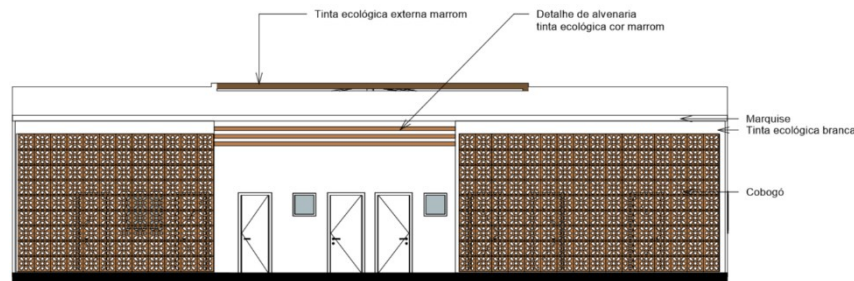 Tinta ecológica externa marrom
Detalhe de alvenaria
tinta ecológica cor marrom
Marquise
Tinta ecológica branca
Cobogó